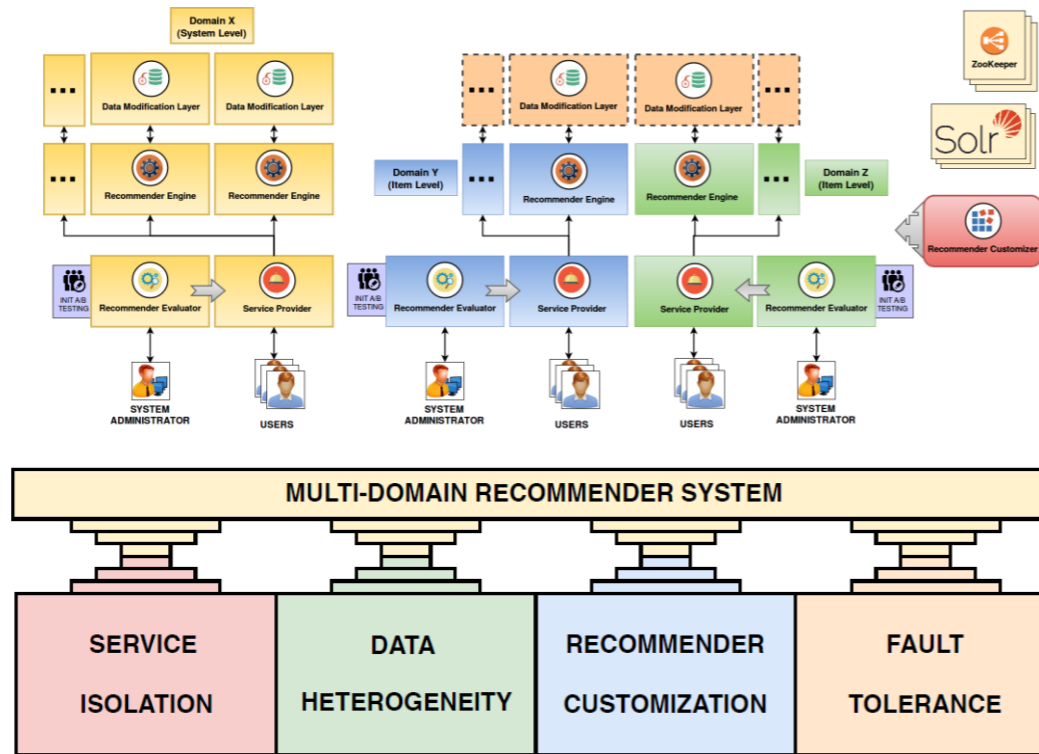 Domain X
(System Level)
ZooKeeper
...
Data Modification Layer
Data Modification Layer
...
Data Modification Layer
Data Modification Layer
...
Solr
...
Recommender Engine
Recommender Engine
Domain Y
(Item Level)
...
Recommender Engine
Recommender Engine
...
Domain Z
(Item Level)
Recommender Customizer
INIT A/B
TESTING
Recommender Evaluator
Service Provider
INIT A/B
TESTING
Recommender Evaluator
Service Provider
Service Provider
Recommender Evaluator
INIT A/B
TESTING
SYSTEM
ADMINISTRATOR
USERS
SYSTEM
ADMINISTRATOR
USERS
USERS
SYSTEM
ADMINISTRATOR
MULTI-DOMAIN RECOMMENDER SYSTEM
SERVICE
ISOLATION
DATA
HETEROGENEITY
RECOMMENDER
CUSTOMIZATION
FAULT
TOLERANCE